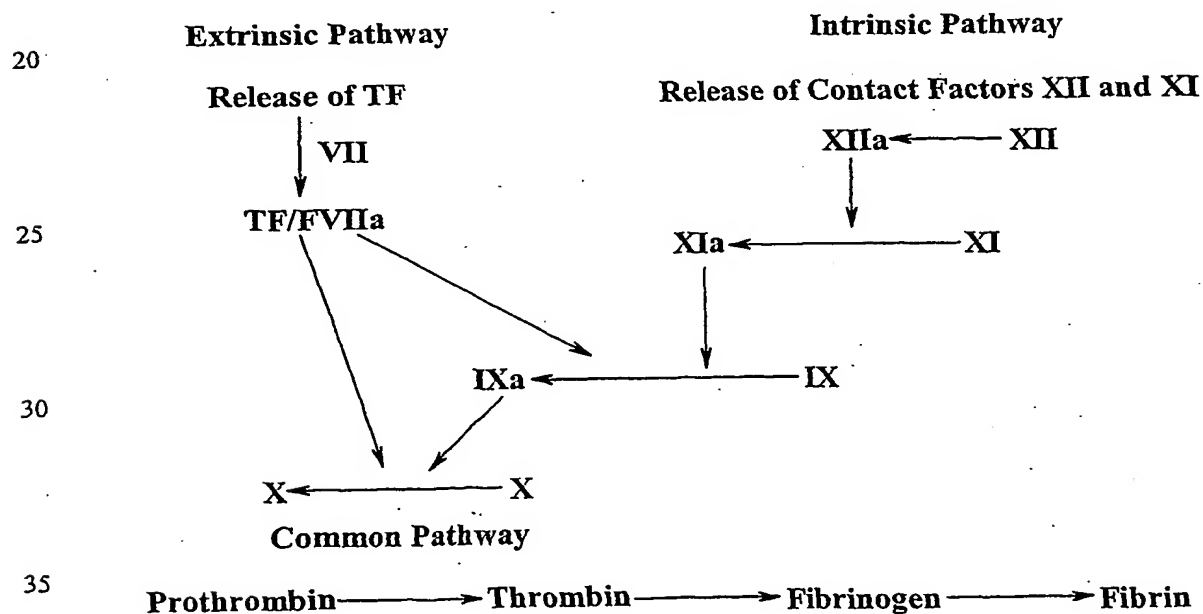 Extrinsic Pathway Intrinsic Pathway
20
Release of TF Release of Contact Factors XII and XI
VII XIIa XII
TF/FVIIa
25 XIa XI
IXa IX
30
X X
Common Pathway
35 Prothrombin Thrombin Fibrinogen Fibrin